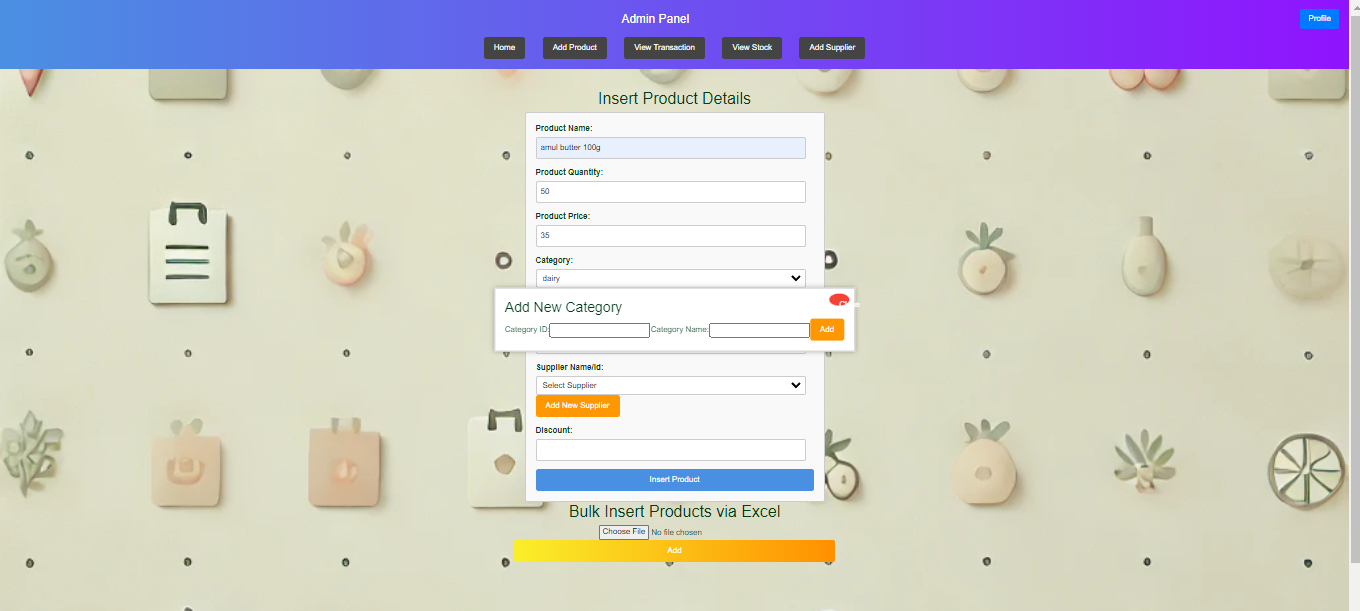 Admin Panel
Profile
Home Add Product View Transaction View Stock Add Supplier
Insert Product Details
Product Name:
amul butter 100g
Product Quantity:
50
Product Price:
35
Category:
dairy
Add New Category
Category ID: Category Name: Add
Supplier Name/Id:
Select Supplier
Add New Supplier
Discount:
Insert Product
Bulk Insert Products via Excel
Choose File No file chosen
Add